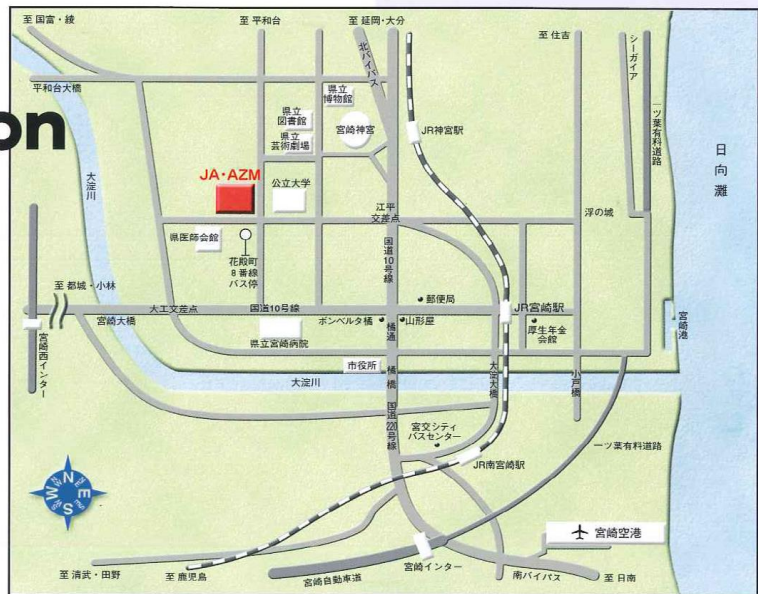 至 国富・綾
至 平和台
至 延岡・大分
至 住吉
北バイパス
シーガイア
一ツ葉有料道路
平和台大橋
県立
博物館
県立
図書館
県立
芸術劇場
宮崎神宮
JR神宮駅
on
日向灘
大淀川
JA・AZM
公立大学
江平
交差点
浮の城
県医師会館
花殿町
8番線
バス停
国道10号線
至 都城・小林
郵便局
大工交差点
国道10号線
JR宮崎駅
宮崎大橋
ボンベルタ橘
橘通
山形屋
厚生年金
会館
宮崎港
宮崎西インター
県立宮崎病院
市役所
大淀川
橘橋
大淀大橋
小戸橋
国道220号線
宮交シティ
バスセンター
一ツ葉有料道路
JR南宮崎駅
N
W
E
S
宮崎空港
至 清武・田野
至 鹿児島
宮崎自動車道
宮崎インター
南バイパス
至 日南